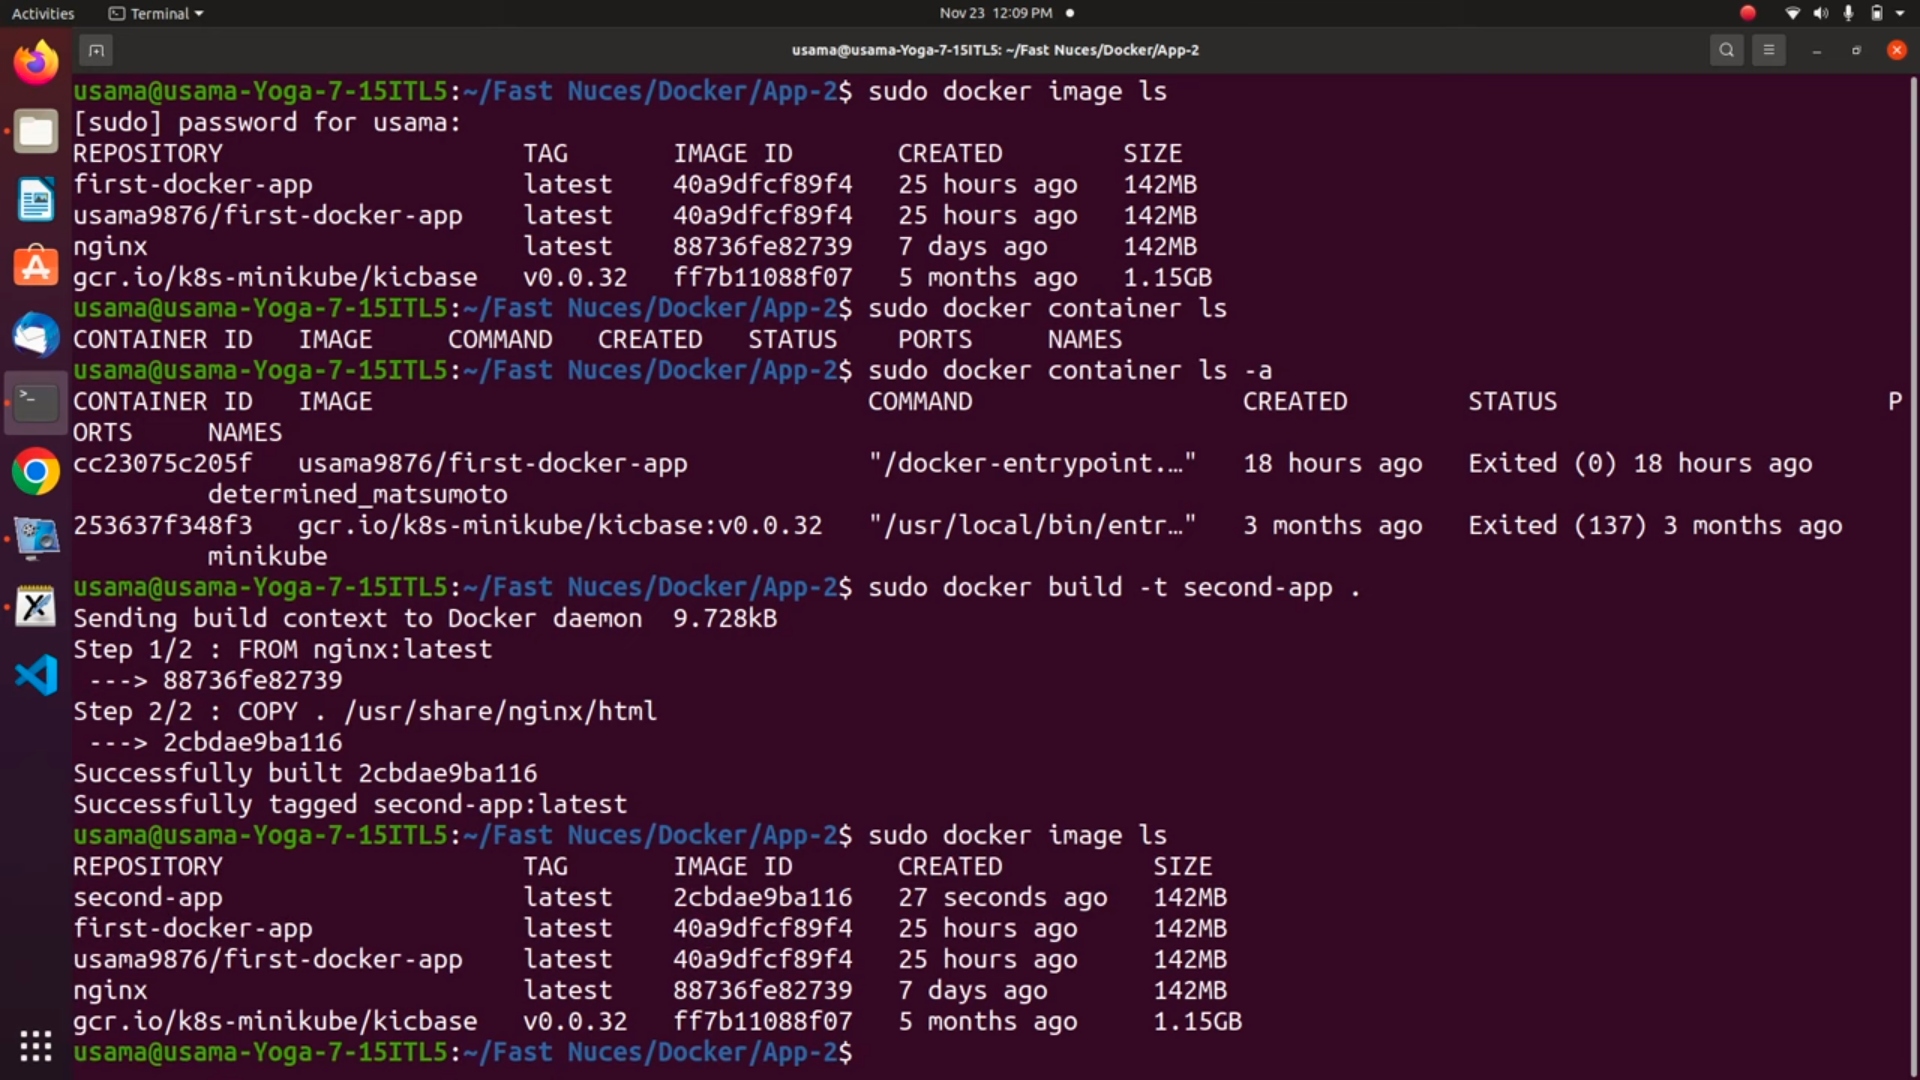 Activities Terminal Nov 23 12:09 PM
usama@usama-Yoga-7-15ITL5: ~/Fast Nuces/Docker/App-2
usama@usama-Yoga-7-15ITL5:~/Fast Nuces/Docker/App-2$ sudo docker image ls
[sudo] password for usama:
REPOSITORY TAG IMAGE ID CREATED SIZE
first-docker-app latest 40a9dfcf89f4 25 hours ago 142MB
usama9876/first-docker-app latest 40a9dfcf89f4 25 hours ago 142MB
nginx latest 88736fe82739 7 days ago 142MB
gcr.io/k8s-minikube/kicbase v0.0.32 ff7b11088f07 5 months ago 1.15GB
usama@usama-Yoga-7-15ITL5:~/Fast Nuces/Docker/App-2$ sudo docker container ls
CONTAINER ID IMAGE COMMAND CREATED STATUS PORTS NAMES
usama@usama-Yoga-7-15ITL5:~/Fast Nuces/Docker/App-2$ sudo docker container ls -a
CONTAINER ID IMAGE COMMAND CREATED STATUS P
ORTS NAMES
cc23075c205f usama9876/first-docker-app "/docker-entrypoint.…" 18 hours ago Exited (0) 18 hours ago
determined_matsumoto
253637f348f3 gcr.io/k8s-minikube/kicbase:v0.0.32 "/usr/local/bin/entr…" 3 months ago Exited (137) 3 months ago
minikube
usama@usama-Yoga-7-15ITL5:~/Fast Nuces/Docker/App-2$ sudo docker build -t second-app .
Sending build context to Docker daemon 9.728kB
Step 1/2 : FROM nginx:latest
---> 88736fe82739
Step 2/2 : COPY . /usr/share/nginx/html
---> 2cbdae9ba116
Successfully built 2cbdae9ba116
Successfully tagged second-app:latest
usama@usama-Yoga-7-15ITL5:~/Fast Nuces/Docker/App-2$ sudo docker image ls
REPOSITORY TAG IMAGE ID CREATED SIZE
second-app latest 2cbdae9ba116 27 seconds ago 142MB
first-docker-app latest 40a9dfcf89f4 25 hours ago 142MB
usama9876/first-docker-app latest 40a9dfcf89f4 25 hours ago 142MB
nginx latest 88736fe82739 7 days ago 142MB
gcr.io/k8s-minikube/kicbase v0.0.32 ff7b11088f07 5 months ago 1.15GB
usama@usama-Yoga-7-15ITL5:~/Fast Nuces/Docker/App-2$